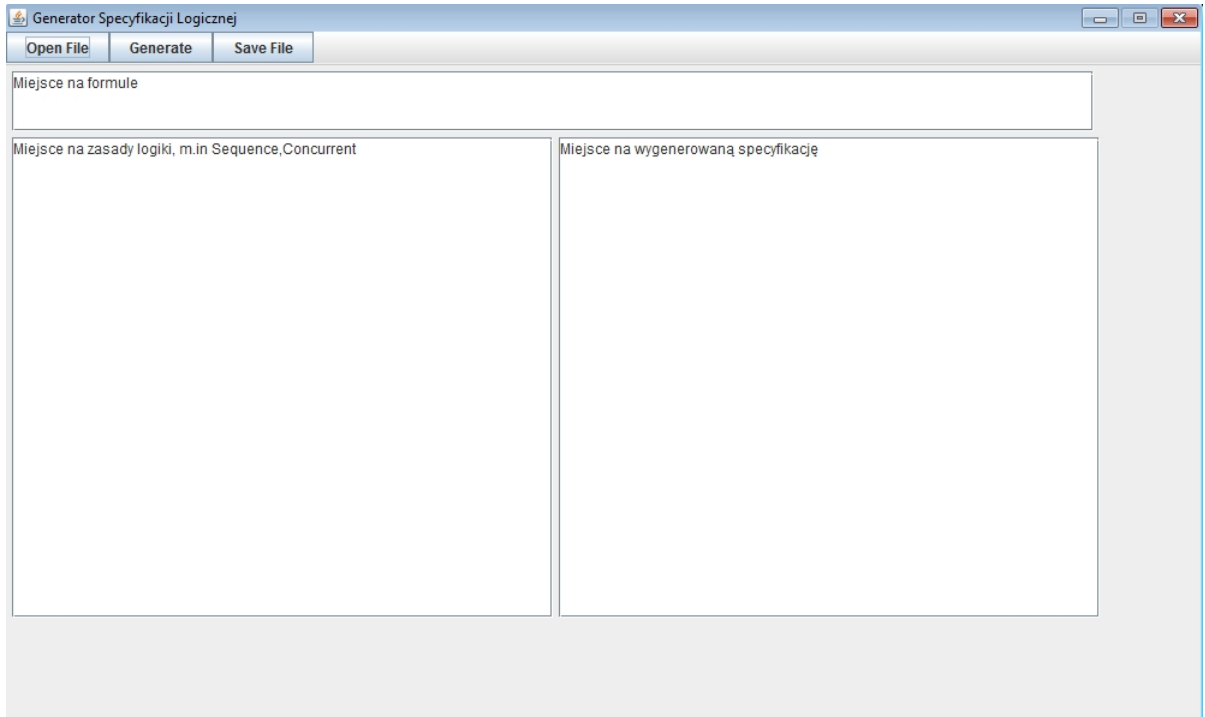 Generator Specyfikacji Logicznej
Open File Generate Save File
Miejsce na formule
Miejsce na zasady logiki, m.in Sequence,Concurrent
Miejsce na wygenerowaną specyfikację